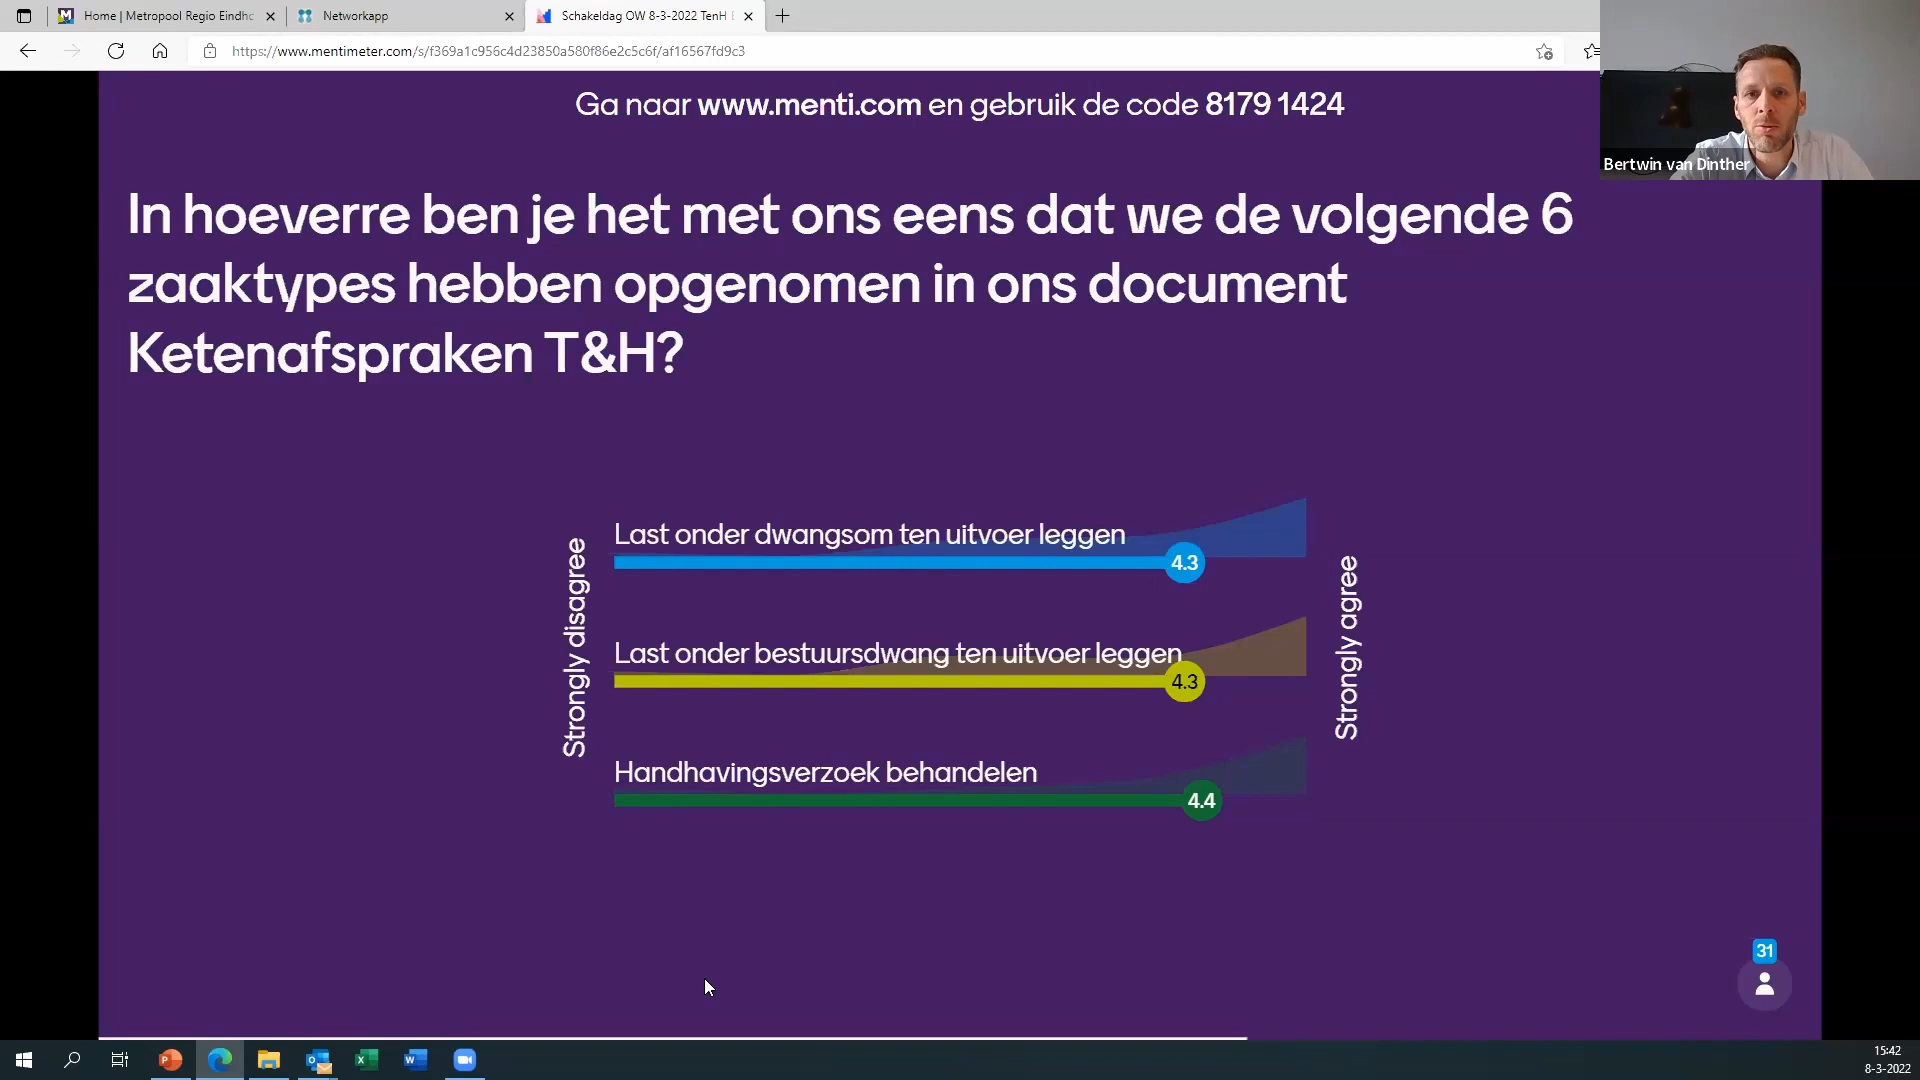 Home | Metropool Regio Eindho
Networkapp
Schakeldag OW 8-3-2022 TenH
https://www.mentimeter.com/s/f369a1c956c4d23850a580f86e2c5c6f/af16567fd9c3
Ga naar www.menti.com en gebruik de code 8179 1424
Bertwin van Dinther
In hoeverre ben je het met ons eens dat we de volgende 6
zaaktypes hebben opgenomen in ons document
Ketenafspraken T&H?
Strongly disagree
Last onder dwangsom ten uitvoer leggen
4.3
Last onder bestuursdwang ten uitvoer leggen
4.3
Handhavingsverzoek behandelen
4.4
Strongly agree
31
15:42
8-3-2022